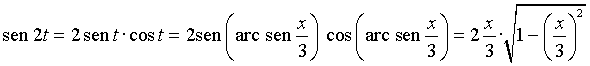 sen 2t = 2 sen t · cos t = 2sen(arc sen x/3) cos(arc sen x/3) = 2 x/3 · √(1 − (x/3)²)